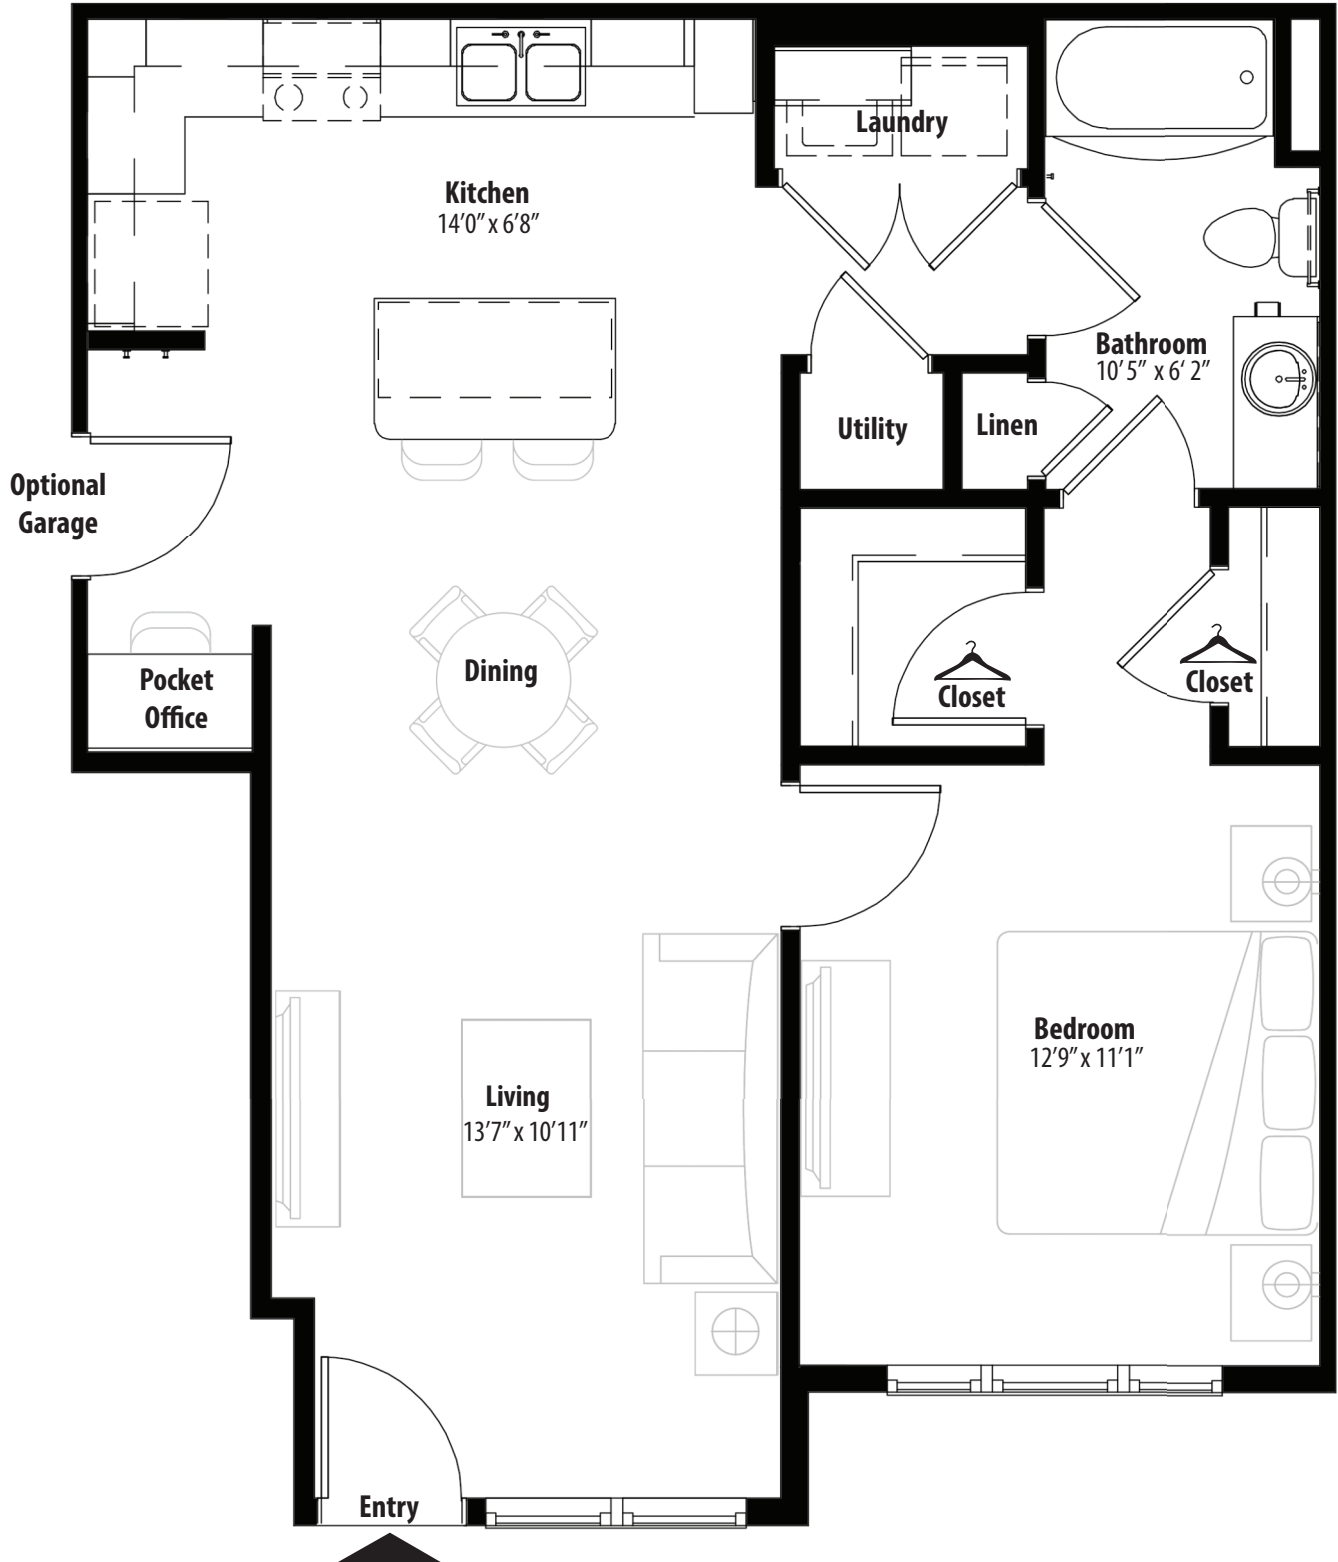 Laundry
Kitchen
14'0" x 6'8"
Bathroom
10' 5" x 6' 2"
Utility
Linen
Optional
Garage
Pocket
Office
Dining
Closet
Closet
Bedroom
12'9" x 11'1"
Living
13'7" x 10'11"
Entry